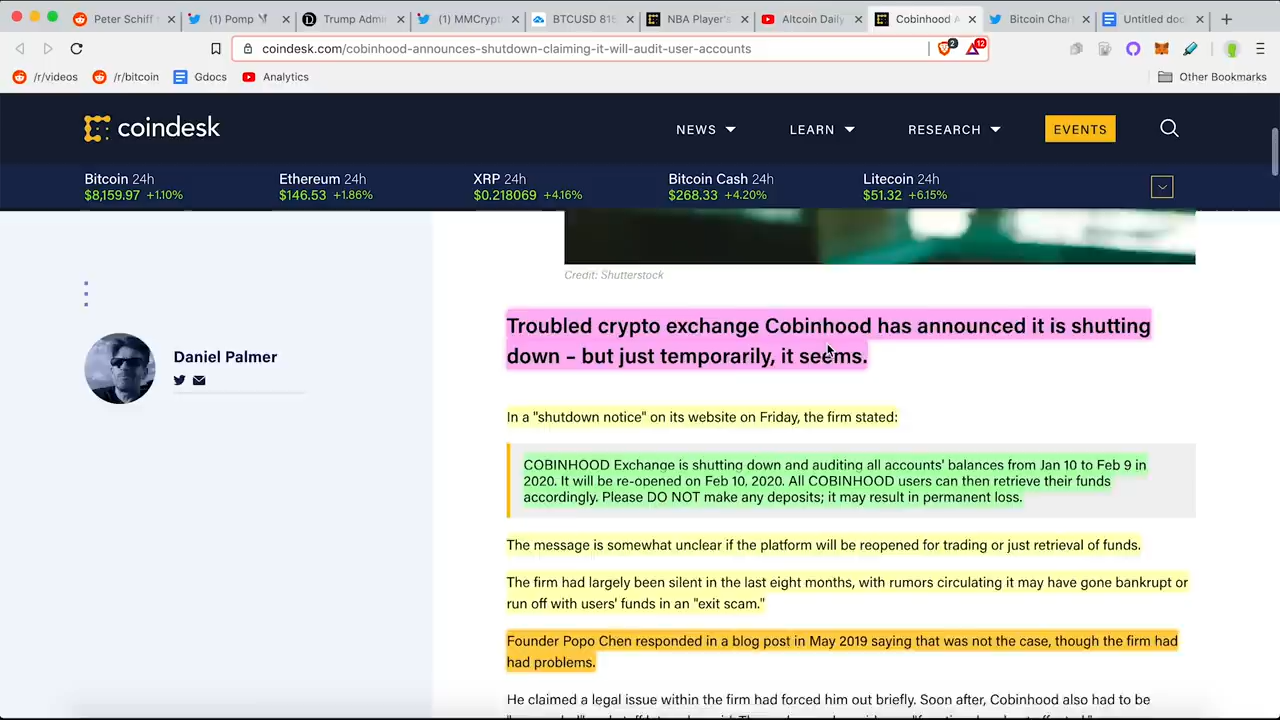 Peter Schiff
(1) Pomp
Trump Admi
(1) MMCrypt
BTCUSD 815
NBA Player's
Altcoin Daily
Cobinhood A
Bitcoin Char
Untitled doc
coindesk.com/cobinhood-announces-shutdown-claiming-it-will-audit-user-accounts
2
12
/r/videos
/r/bitcoin
Gdocs
Analytics
Other Bookmarks
coindesk
NEWS
LEARN
RESEARCH
EVENTS
Bitcoin 24h
$8,159.97 +1.10%
Ethereum 24h
$146.53 +1.86%
XRP 24h
$0.218069 +4.16%
Bitcoin Cash 24h
$268.33 +4.20%
Litecoin 24h
$51.32 +6.15%
Credit: Shutterstock
Daniel Palmer
Troubled crypto exchange Cobinhood has announced it is shutting
down – but just temporarily, it seems.
In a "shutdown notice" on its website on Friday, the firm stated:
COBINHOOD Exchange is shutting down and auditing all accounts' balances from Jan 10 to Feb 9 in
2020. It will be re-opened on Feb 10, 2020. All COBINHOOD users can then retrieve their funds
accordingly. Please DO NOT make any deposits; it may result in permanent loss.
The message is somewhat unclear if the platform will be reopened for trading or just retrieval of funds.
The firm had largely been silent in the last eight months, with rumors circulating it may have gone bankrupt or
run off with users' funds in an "exit scam."
Founder Popo Chen responded in a blog post in May 2019 saying that was not the case, though the firm had
had problems.
He claimed a legal issue within the firm had forced him out briefly. Soon after, Cobinhood also had to be